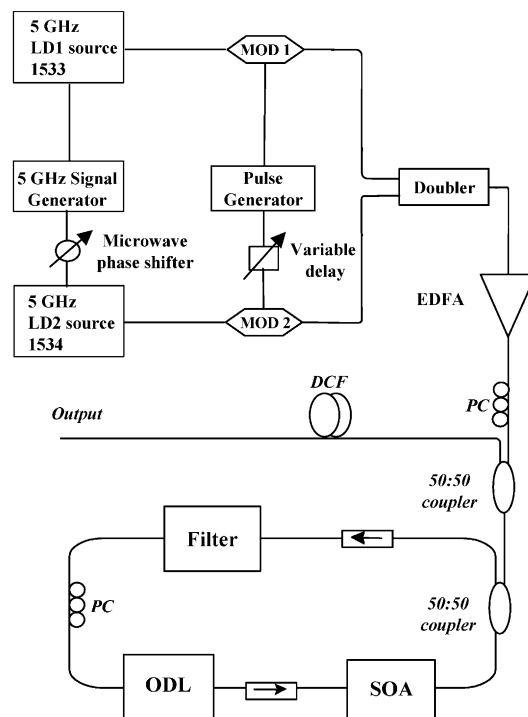 5 GHz
LD1 source
1533
MOD 1
5 GHz Signal
Generator
Pulse
Generator
Doubler
Microwave
phase shifter
Variable
delay
5 GHz
LD2 source
1534
MOD 2
EDFA
DCF
PC
Output
50:50
coupler
Filter
PC
50:50
coupler
ODL
SOA